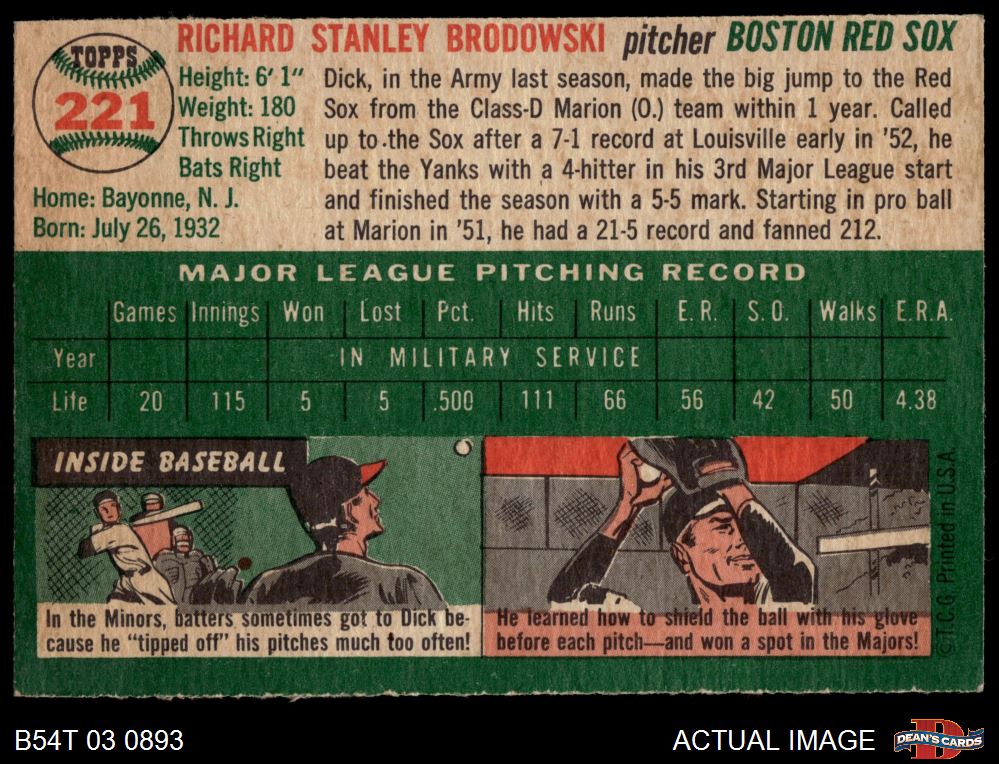 TOPPS
221
RICHARD STANLEY BRODOWSKI pitcher BOSTON RED SOX
Height: 6' 1"
Weight: 180
Throws Right
Bats Right
Home: Bayonne, N. J.
Born: July 26, 1932
Dick, in the Army last season, made the big jump to the Red
Sox from the Class-D Marion (O.) team within 1 year. Called
up to the Sox after a 7-1 record at Louisville early in '52, he
beat the Yanks with a 4-hitter in his 3rd Major League start
and finished the season with a 5-5 mark. Starting in pro ball
at Marion in '51, he had a 21-5 record and fanned 212.
MAJOR LEAGUE PITCHING RECORD
Games Innings Won Lost Pct. Hits Runs E. R. S. O. Walks E.R.A.
Year IN MILITARY SERVICE
Life 20 115 5 5 .500 111 66 56 42 50 4.38
INSIDE BASEBALL
In the Minors, batters sometimes got to Dick be-
cause he "tipped off" his pitches much too often!
He learned how to shield the ball with his glove
before each pitch—and won a spot in the Majors!
©T.C.G. Printed in U.S.A.
B54T 03 0893
ACTUAL IMAGE
DEAN'S CARDS